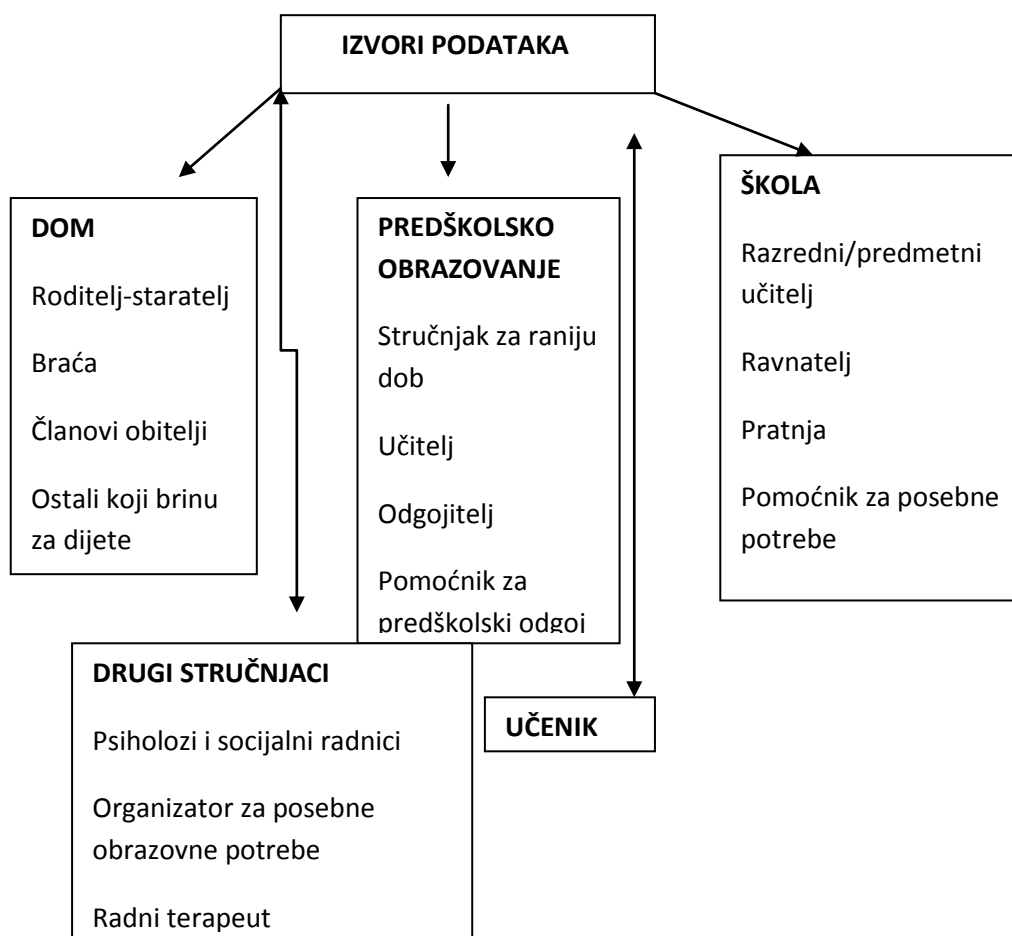 IZVORI PODATAKA
DOM
Roditelj-staratelj
Braća
Članovi obitelji
Ostali koji brinu
za dijete
PREDŠKOLSKO
OBRAZOVANJE
Stručnjak za raniju
dob
Učitelj
Odgojitelj
Pomoćnik za
predškolski odgoj
ŠKOLA
Razredni/predmetni
učitelj
Ravnatelj
Pratnja
Pomoćnik za posebne
potrebe
DRUGI STRUČNJACI
Psiholozi i socijalni radnici
Organizator za posebne
obrazovne potrebe
Radni terapeut
UČENIK